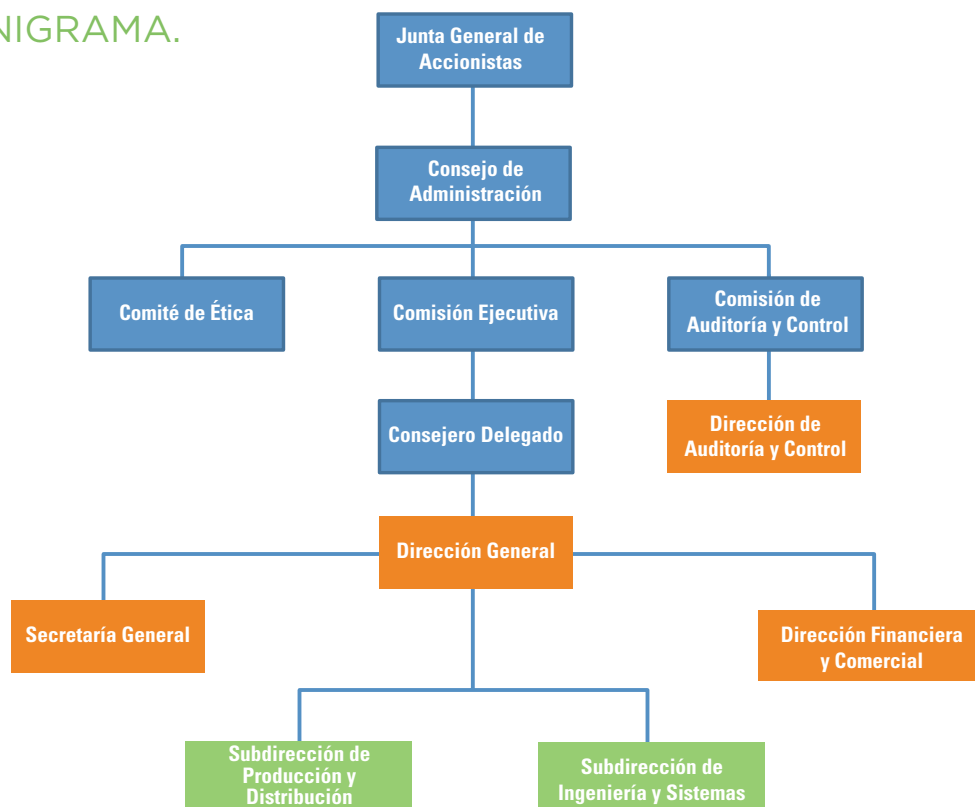 NIGRAMA.
Junta General de
Accionistas
Consejo de
Administración
Comité de Ética
Comisión Ejecutiva
Comisión de
Auditoría y Control
Consejero Delegado
Dirección de
Auditoría y Control
Dirección General
Secretaría General
Dirección Financiera
y Comercial
Subdirección de
Producción y
Distribución
Subdirección de
Ingeniería y Sistemas